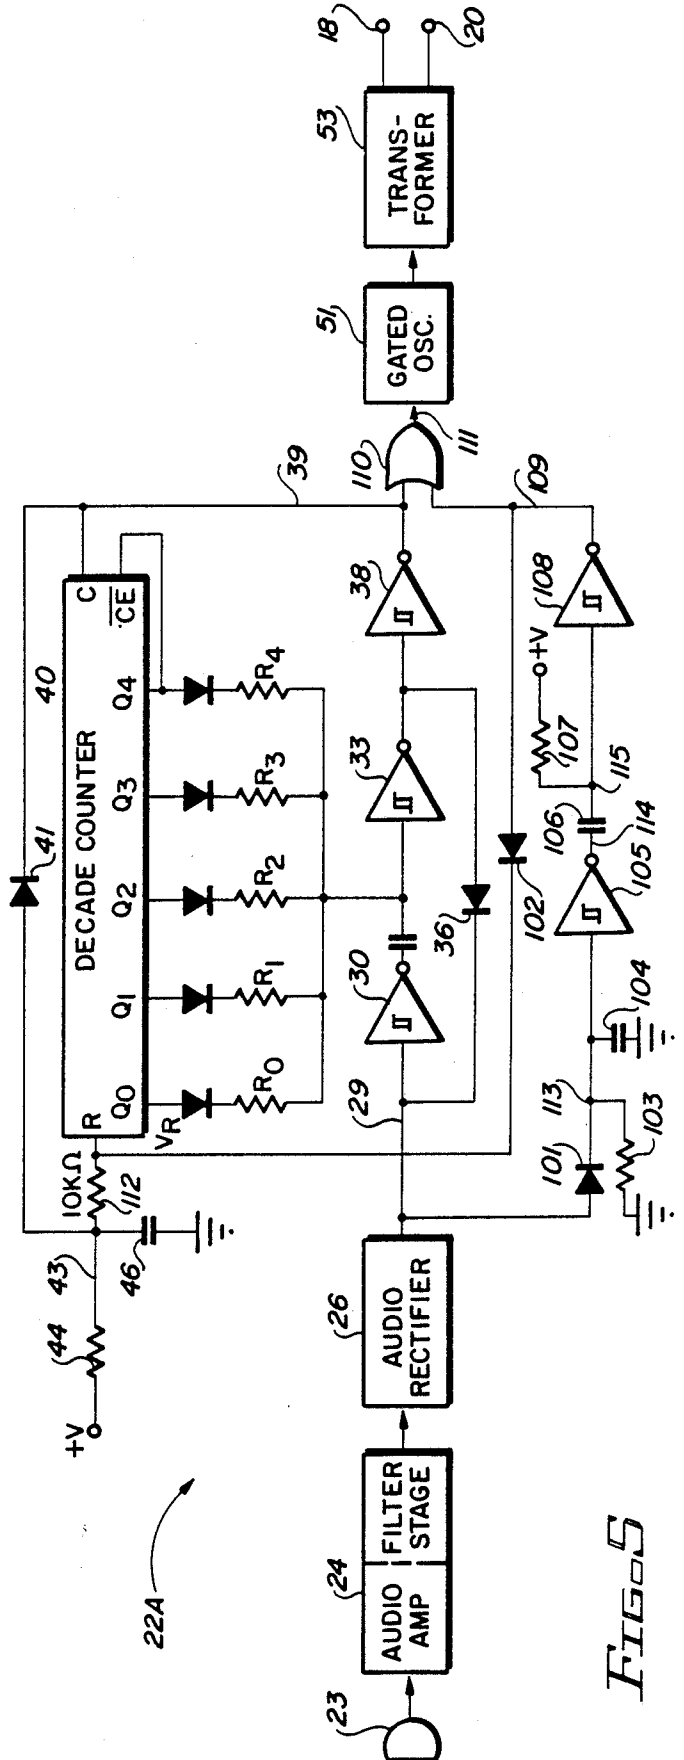 +V
44
43
10KΩ
112
46
R
DECADE COUNTER
40
41
C
CE
Q0
Q1
Q2
Q3
Q4
VR
R0
R1
R2
R3
R4
39
22A
23
24
AUDIO AMP
FILTER STAGE
26
AUDIO RECTIFIER
29
30
33
36
38
110
111
51
GATED OSC.
53
TRANS-
FORMER
18
20
101
113
103
104
102
105
114
106
115
107
+V
108
109
FIG. 5